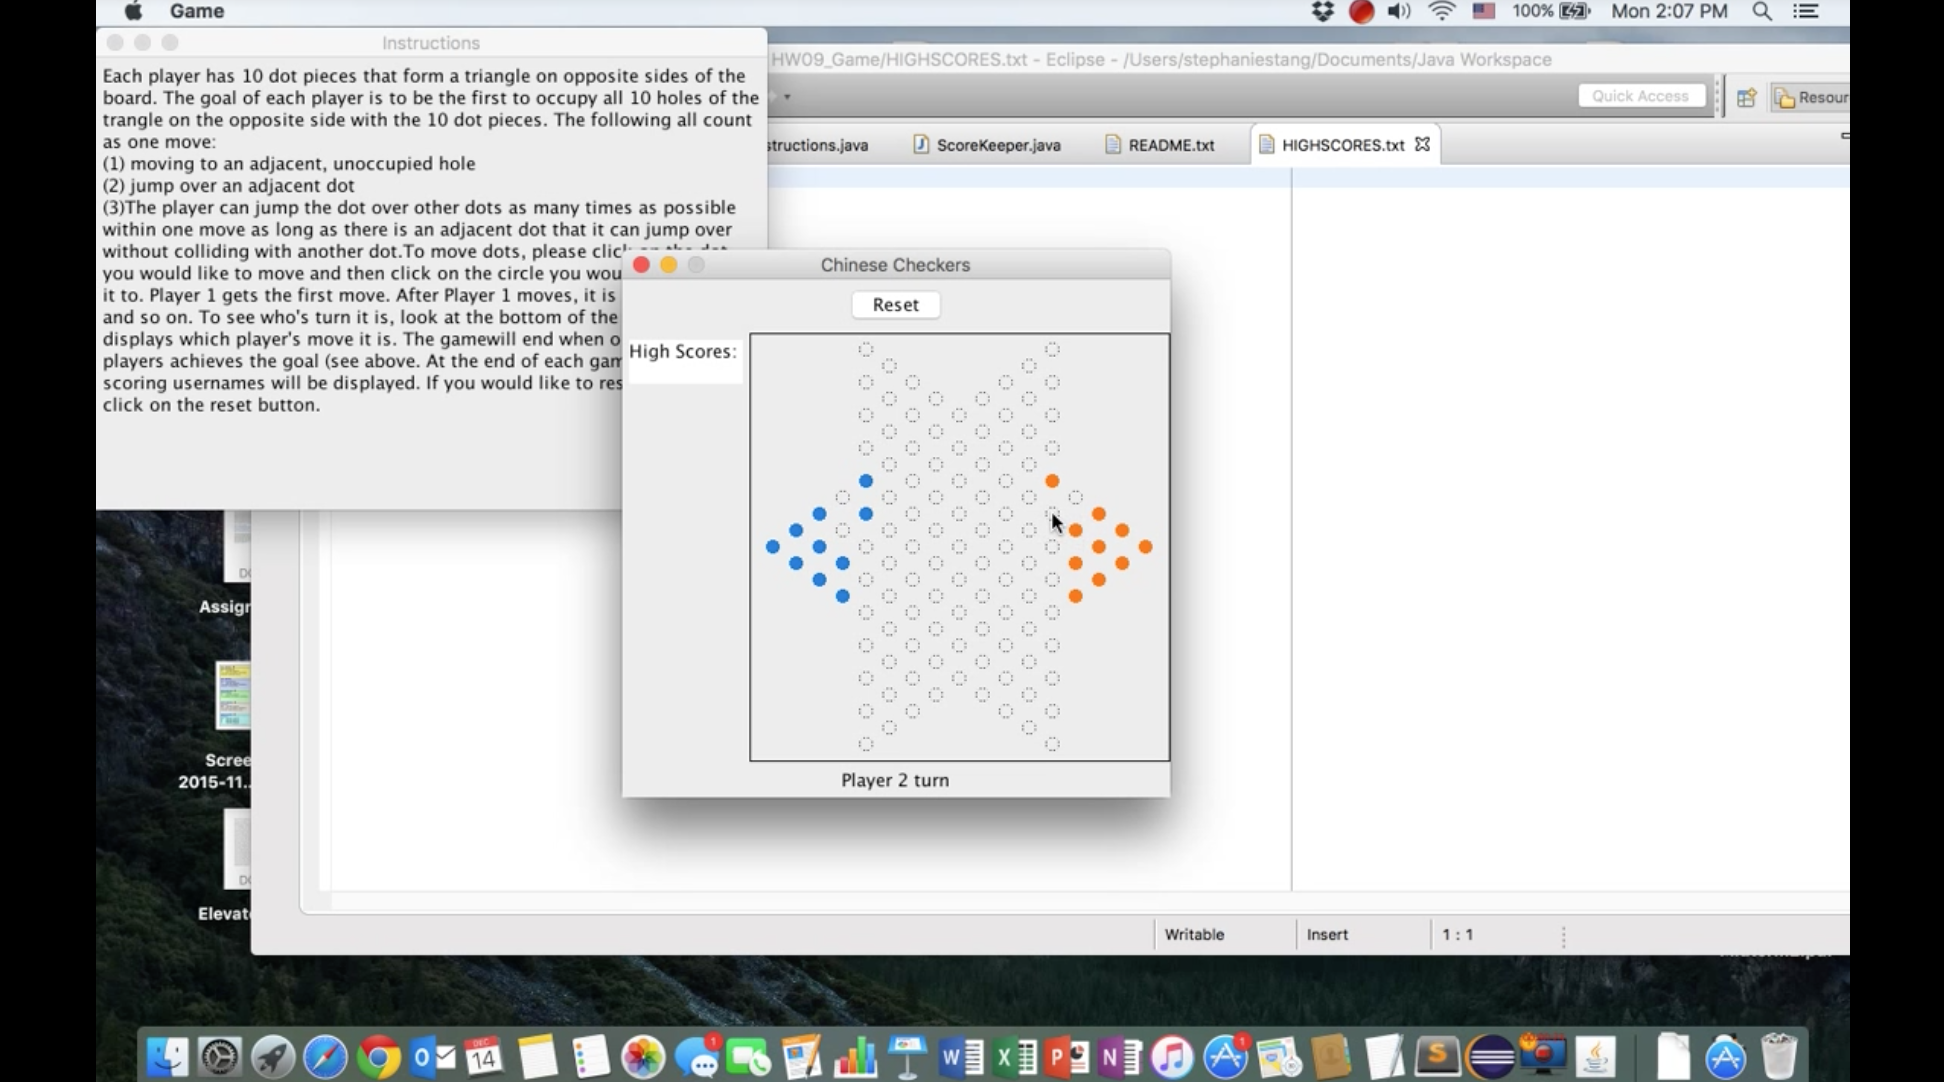 Game
100%
Mon 2:07 PM
Instructions
Each player has 10 dot pieces that form a triangle on opposite sides of the
board. The goal of each player is to be the first to occupy all 10 holes of the
trangle on the opposite side with the 10 dot pieces. The following all count
as one move:
(1) moving to an adjacent, unoccupied hole
(2) jump over an adjacent dot
(3)The player can jump the dot over other dots as many times as possible
within one move as long as there is an adjacent dot that it can jump over
without colliding with another dot.To move dots, please click on the dot
you would like to move and then click on the circle you wou
it to. Player 1 gets the first move. After Player 1 moves, it is
and so on. To see who's turn it is, look at the bottom of the
displays which player's move it is. The gamewill end when o
players achieves the goal (see above. At the end of each gam
scoring usernames will be displayed. If you would like to res
click on the reset button.
HW09_Game/HIGHSCORES.txt - Eclipse - /Users/stephaniestang/Documents/Java Workspace
Quick Access
Resour
structions.java
ScoreKeeper.java
README.txt
HIGHSCORES.txt
Chinese Checkers
Reset
High Scores:
Player 2 turn
DO
Assign
Scree
2015-11..
DO
Elevat
Writable
Insert
1 : 1
DEC
14
1
1